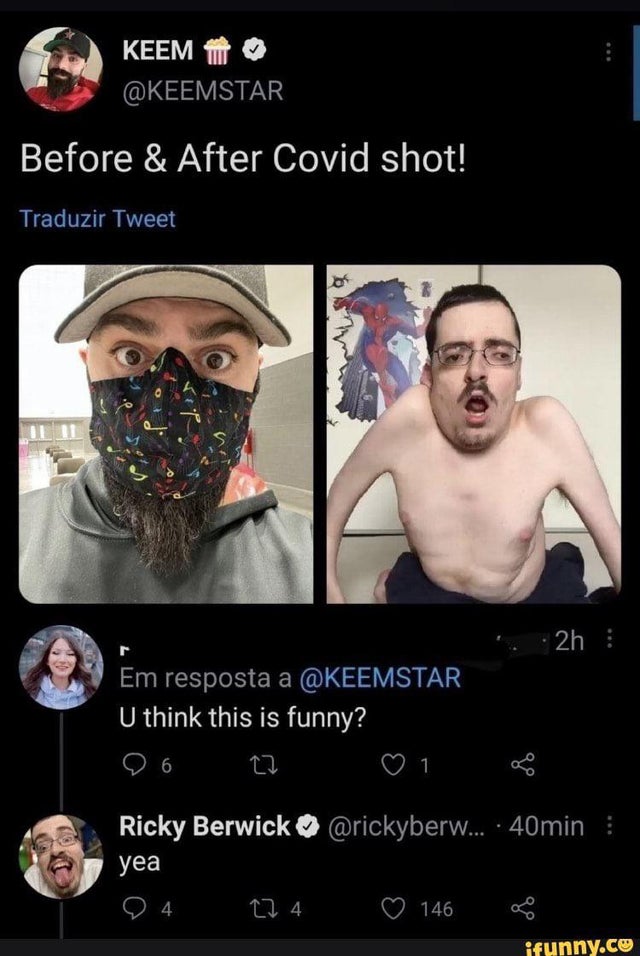 KEEM 🍿
@KEEMSTAR
Before & After Covid shot!
Traduzir Tweet
2h
Em resposta a @KEEMSTAR
U think this is funny?
6
1
Ricky Berwick @rickyberw... · 40min
yea
4
4
146
ifunny.co